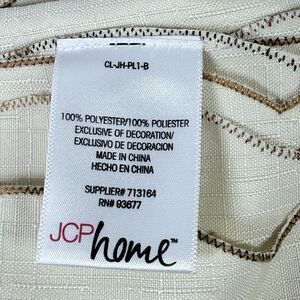 CL-JH-PL1-B
100% POLYESTER/100% POLIESTER
EXCLUSIVE OF DECORATION/
EXCLUSIVO DE DECORACION
MADE IN CHINA
HECHO EN CHINA
SUPPLIER# 713164
RN# 93677
JCP home™